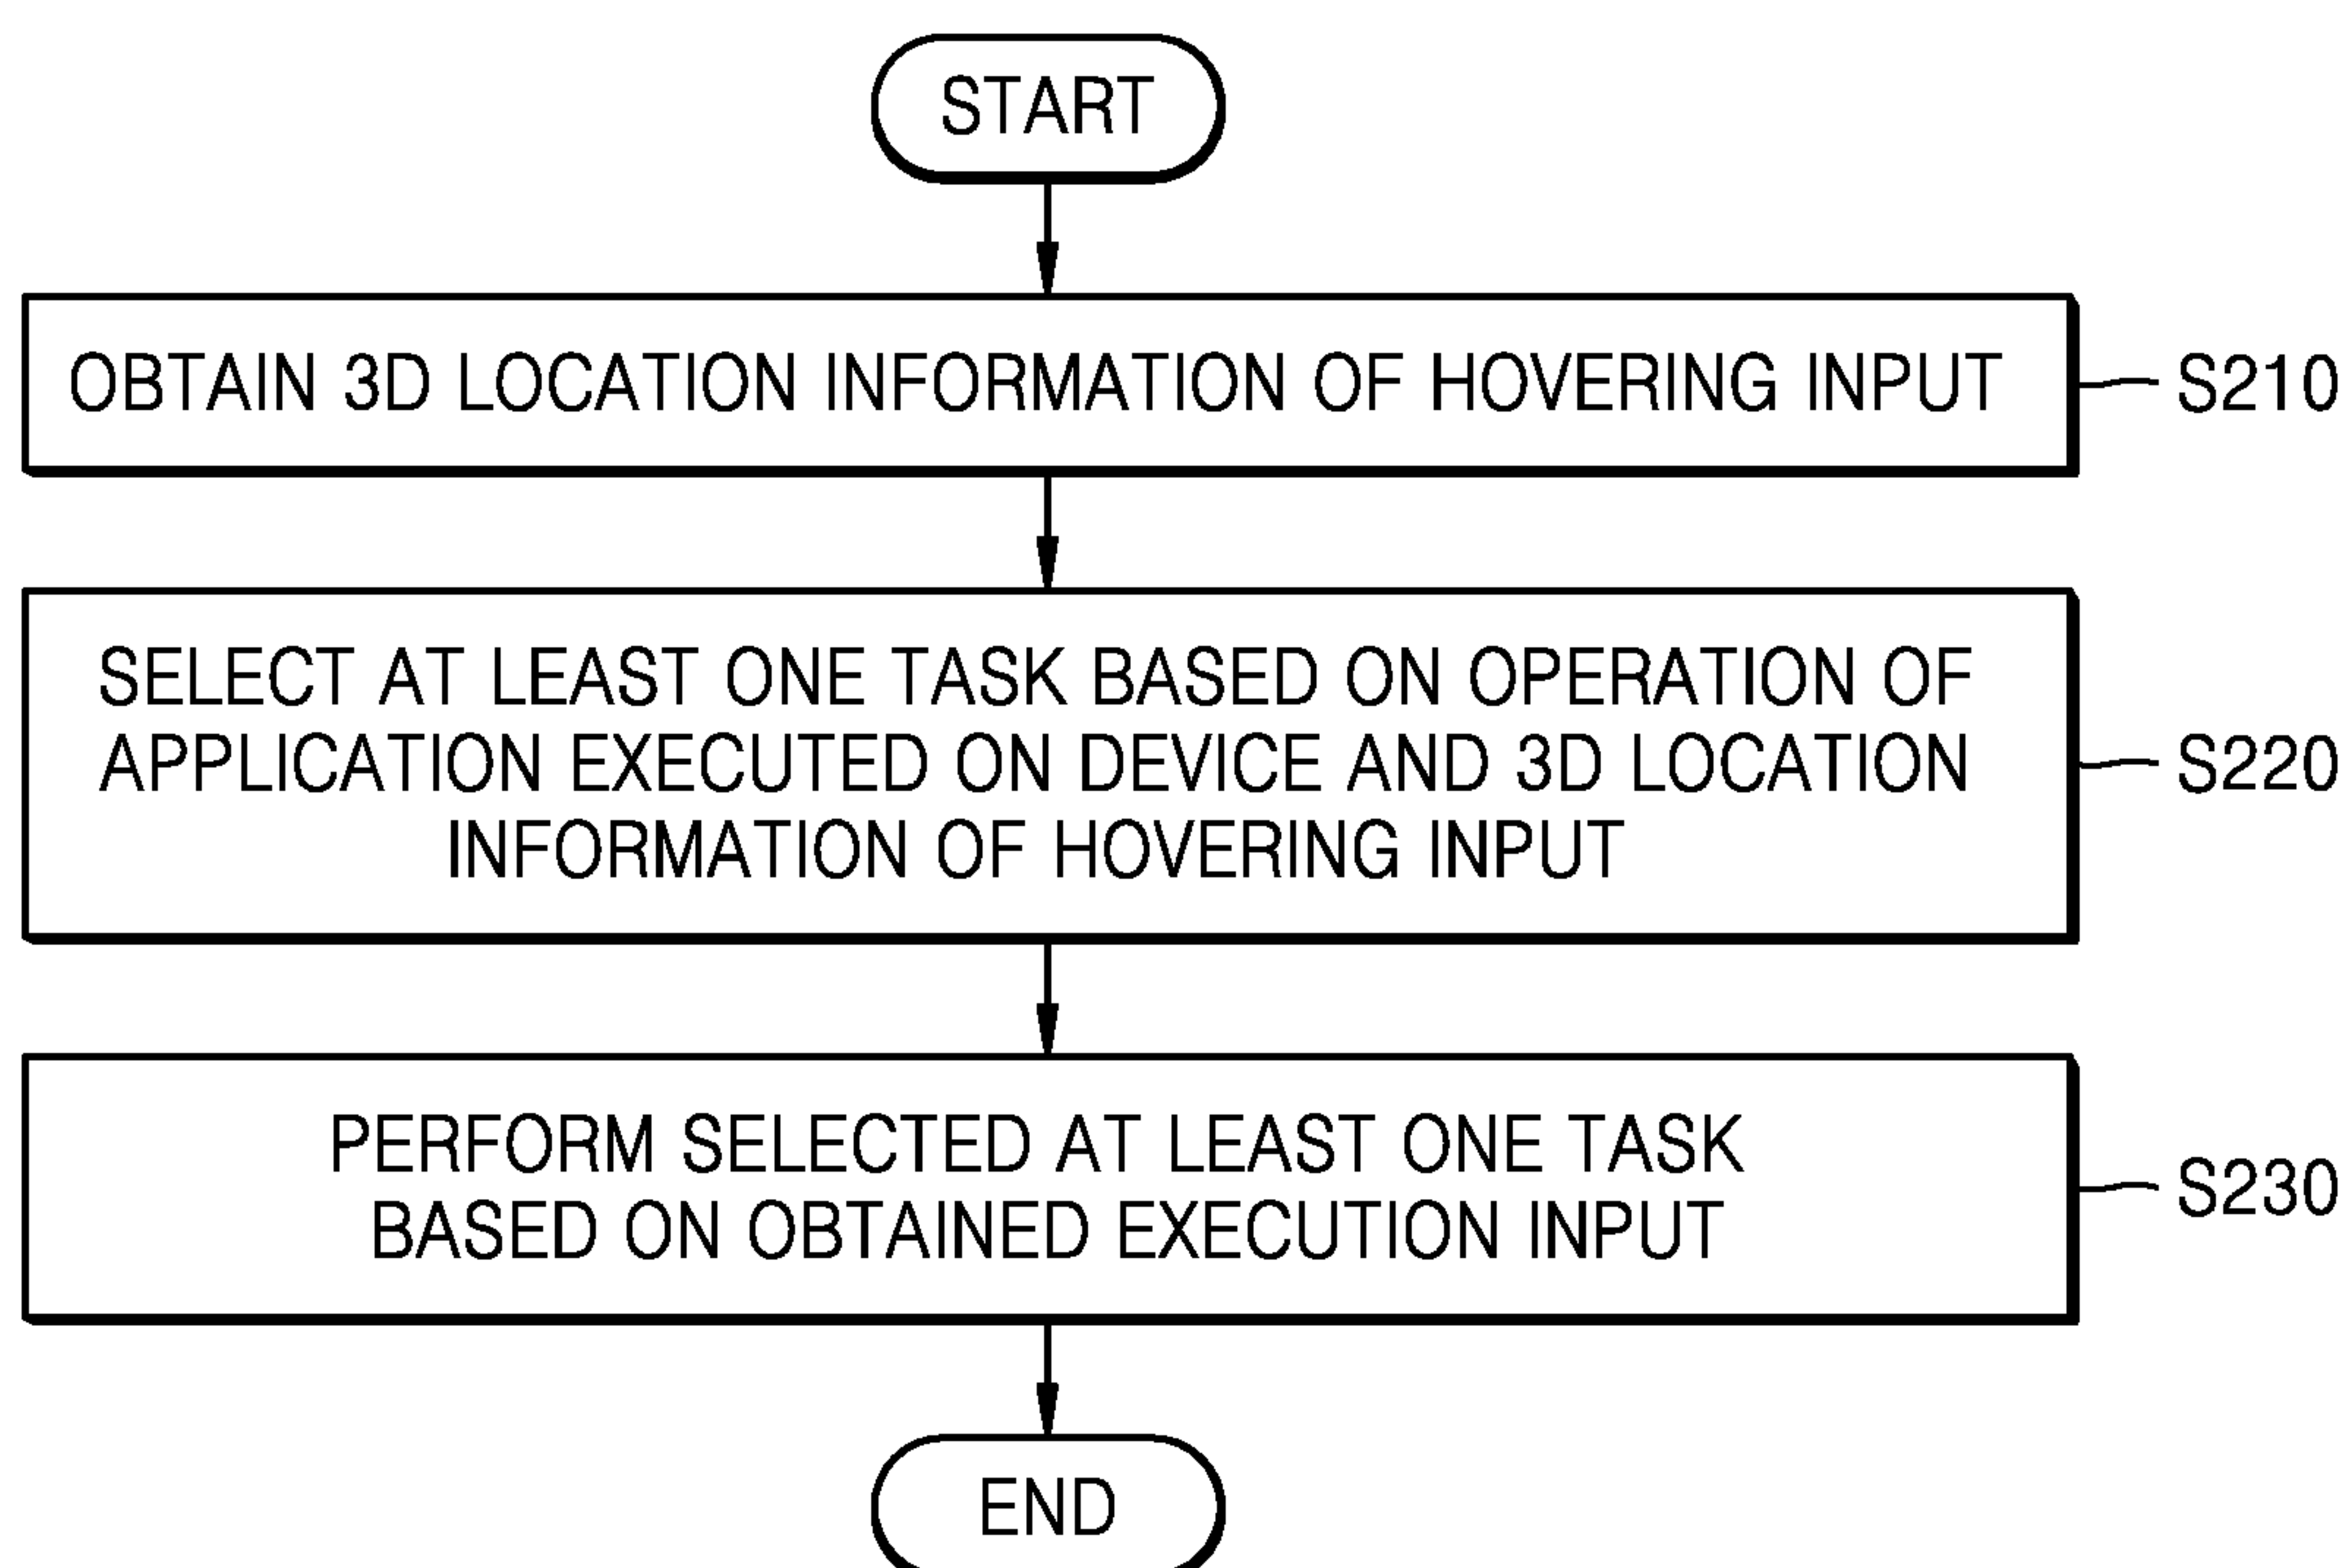 START
OBTAIN 3D LOCATION INFORMATION OF HOVERING INPUT
S210
SELECT AT LEAST ONE TASK BASED ON OPERATION OF
APPLICATION EXECUTED ON DEVICE AND 3D LOCATION
INFORMATION OF HOVERING INPUT
S220
PERFORM SELECTED AT LEAST ONE TASK
BASED ON OBTAINED EXECUTION INPUT
S230
END